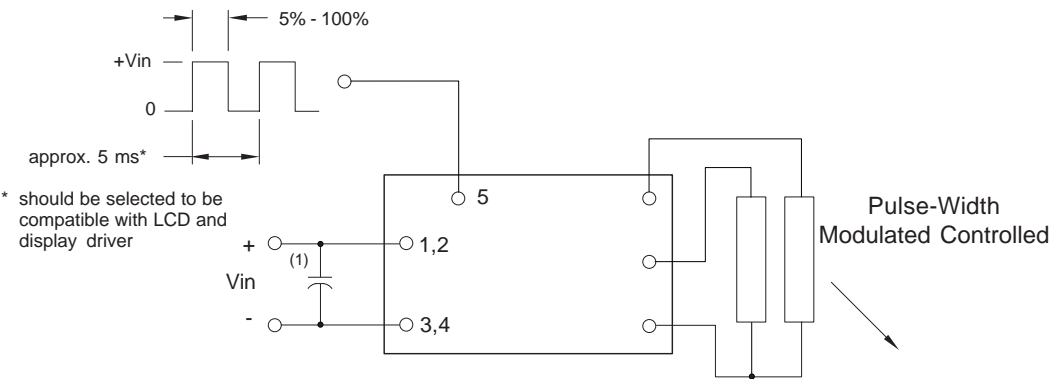 5% - 100%
+Vin
0
approx. 5 ms*
* should be selected to be
compatible with LCD and
display driver
5
+
1,2
(1)
Vin
-
3,4
Pulse-Width
Modulated Controlled